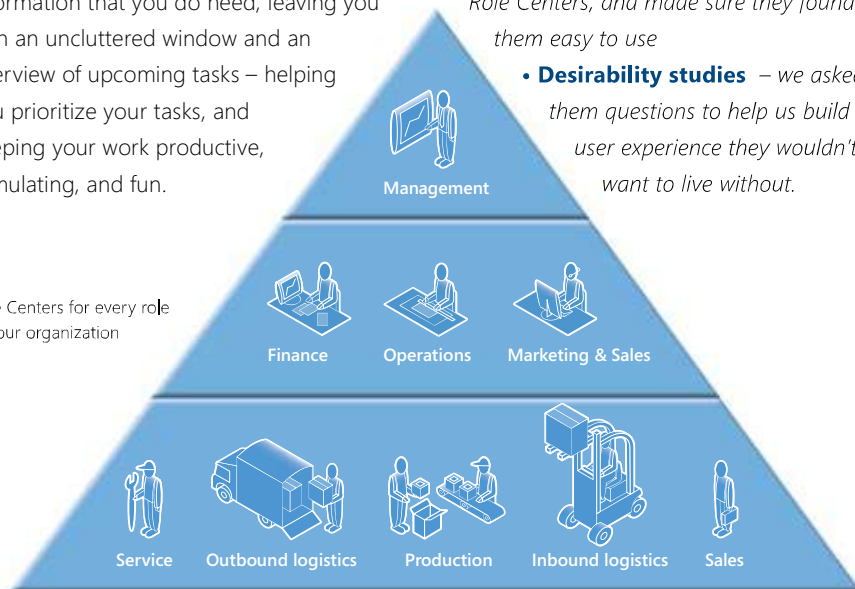 formation that you do need, leaving you
an uncluttered window and an
overview of upcoming tasks – helping
prioritize your tasks, and
your work productive,
and fun.
Role Centers, and made sure they found
them easy to use
• Desirability studies – we asked
them questions to help us build
user experience they wouldn't
want to live without.
Management
Centers for every role
our organization
Finance Operations Marketing & Sales
Service Outbound logistics Production Inbound logistics Sales